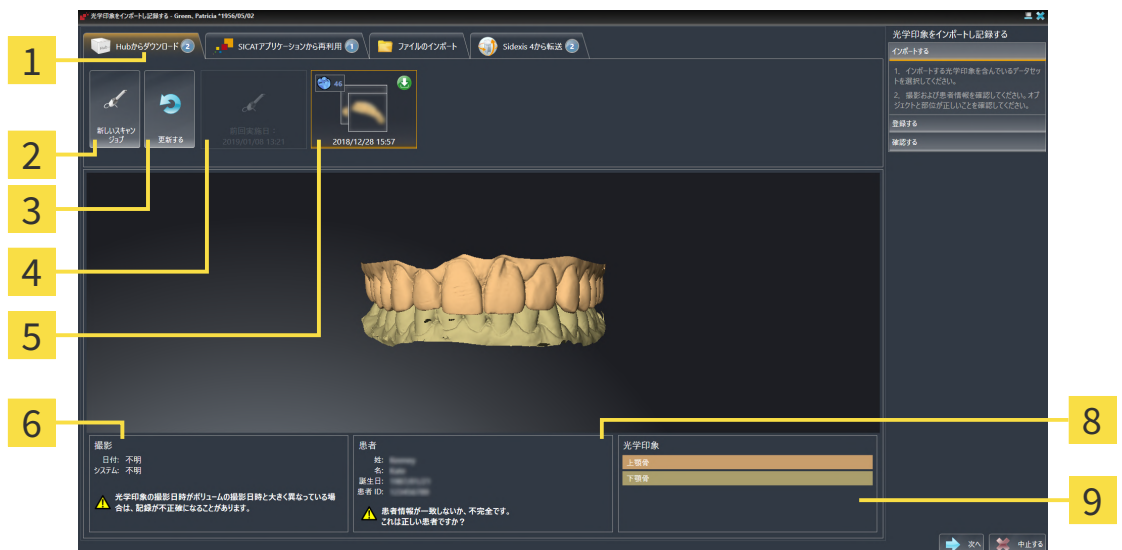 光学印象をインポートし記録する - Green, Patricia *1956/05/02
Hubからダウンロード 2
SICATアプリケーションから再利用 1
ファイルのインポート
Sidexis 4から転送 2
新しいスキャン
ジョブ
更新する
前回実施日:
2019/01/08 13:21
46
2018/12/28 15:57
光学印象をインポートし記録する
インポートする
1. インポートする光学印象を含んでいるデータセッ
トを選択してください。
2. 撮影および患者情報を確認してください。オブ
ジェクトと部位が正しいことを確認してください。
登録する
確認する
撮影
日付: 不明
システム: 不明
光学印象の撮影日時がボリュームの撮影日時と大きく異なっている場
合は、記録が不正確になることがあります。
患者
姓:
名:
誕生日:
患者 ID:
患者情報が一致しないか、不完全です。
これは正しい患者ですか?
光学印象
上顎骨
下顎骨
次へ
中止する
1
2
3
4
5
6
8
9